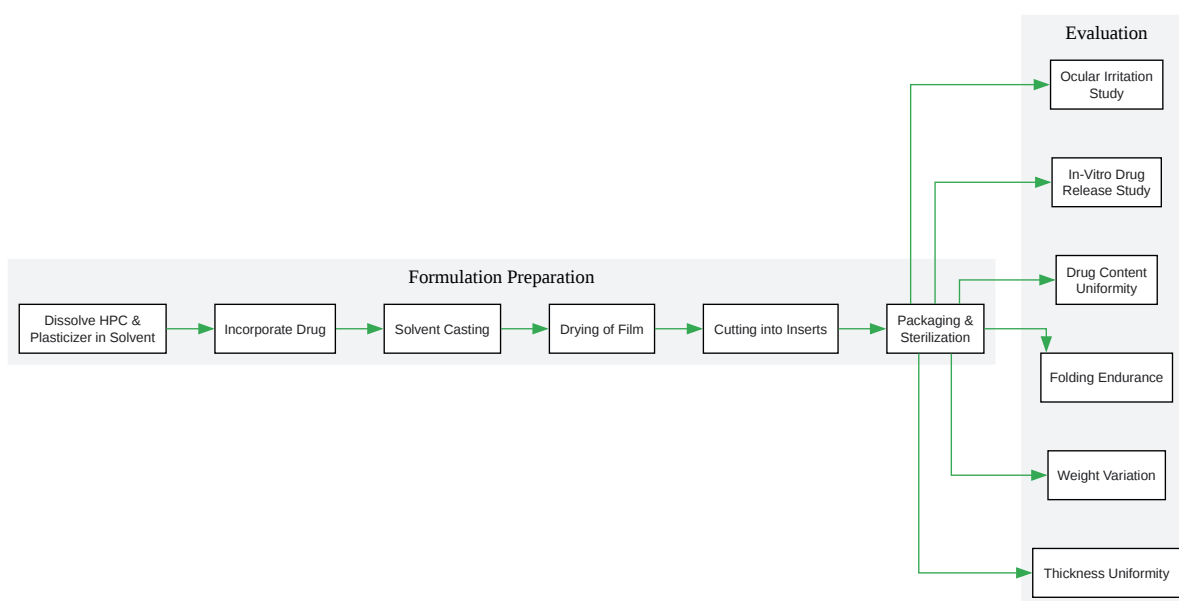 Evaluation
Ocular Irritation
Study
In-Vitro Drug
Release Study
Drug Content
Uniformity
Folding Endurance
Weight Variation
Thickness Uniformity
Formulation Preparation
Dissolve HPC &
Plasticizer in Solvent
Incorporate Drug
Solvent Casting
Drying of Film
Cutting into Inserts
Packaging &
Sterilization